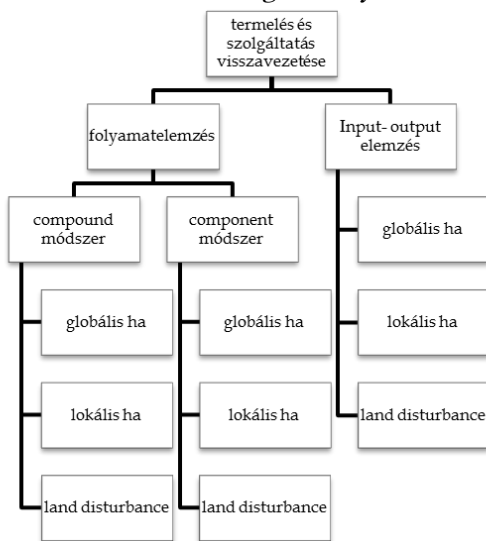 termelés és
szolgáltatás
visszavezetése
folyamatelemzés
Input- output
elemzés
compound
módszer
component
módszer
globális ha
globális ha
globális ha
lokális ha
lokális ha
lokális ha
land disturbance
land disturbance
land disturbance